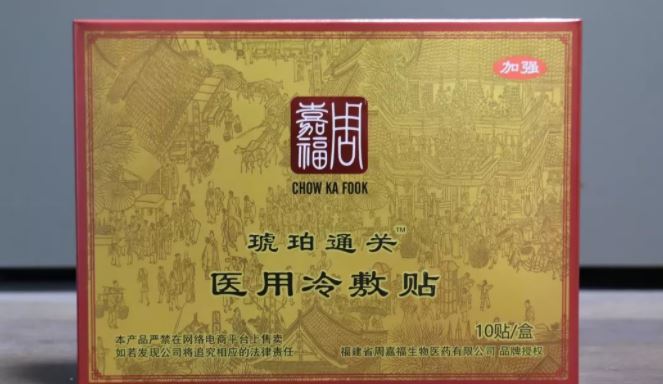 加强
嘉福周
CHOW KA FOOK
琥珀通关™
医用冷敷贴
10贴/盒
本产品严禁在网络电商平台上售卖
如若发现公司将追究相应的法律责任
福建省周嘉福生物医药有限公司 品牌授权